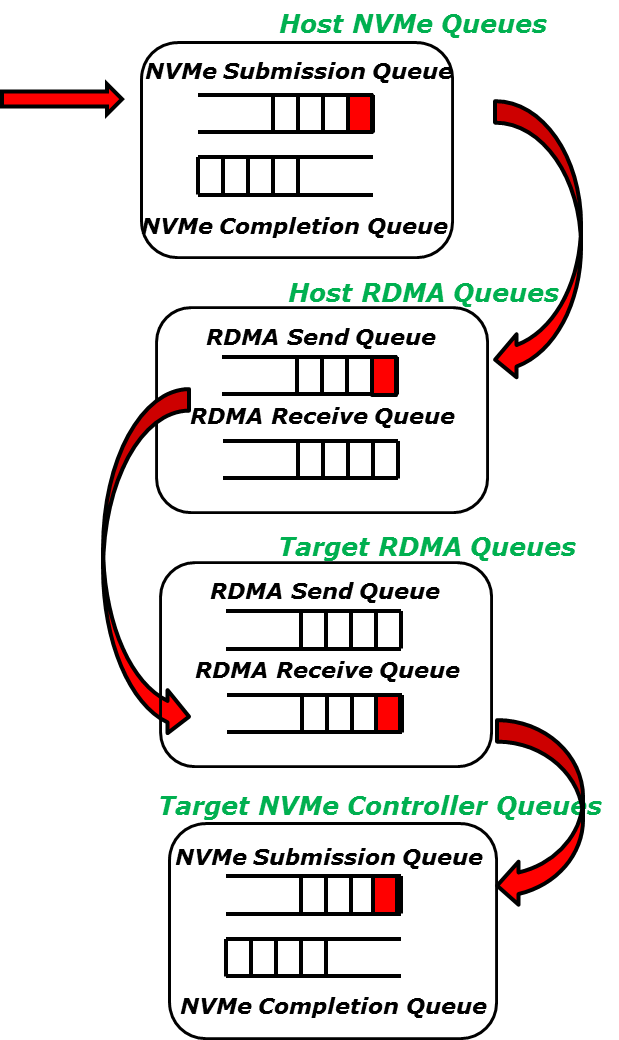 Host NVMe Queues
NVMe Submission Queue
NVMe Completion Queue
Host RDMA Queues
RDMA Send Queue
RDMA Receive Queue
Target RDMA Queues
RDMA Send Queue
RDMA Receive Queue
Target NVMe Controller Queues
NVMe Submission Queue
NVMe Completion Queue